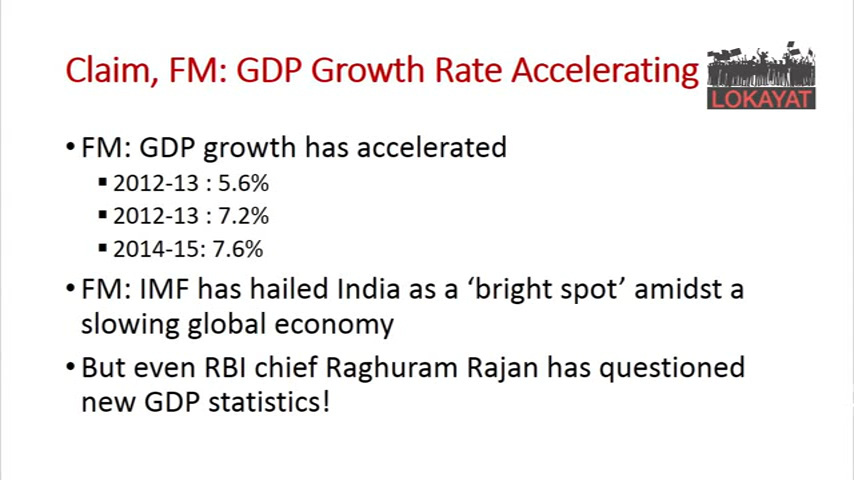 Claim, FM: GDP Growth Rate Accelerating
LOKAYAT
• FM: GDP growth has accelerated
▪ 2012-13 : 5.6%
▪ 2012-13 : 7.2%
▪ 2014-15: 7.6%
• FM: IMF has hailed India as a ‘bright spot’ amidst a
slowing global economy
• But even RBI chief Raghuram Rajan has questioned
new GDP statistics!